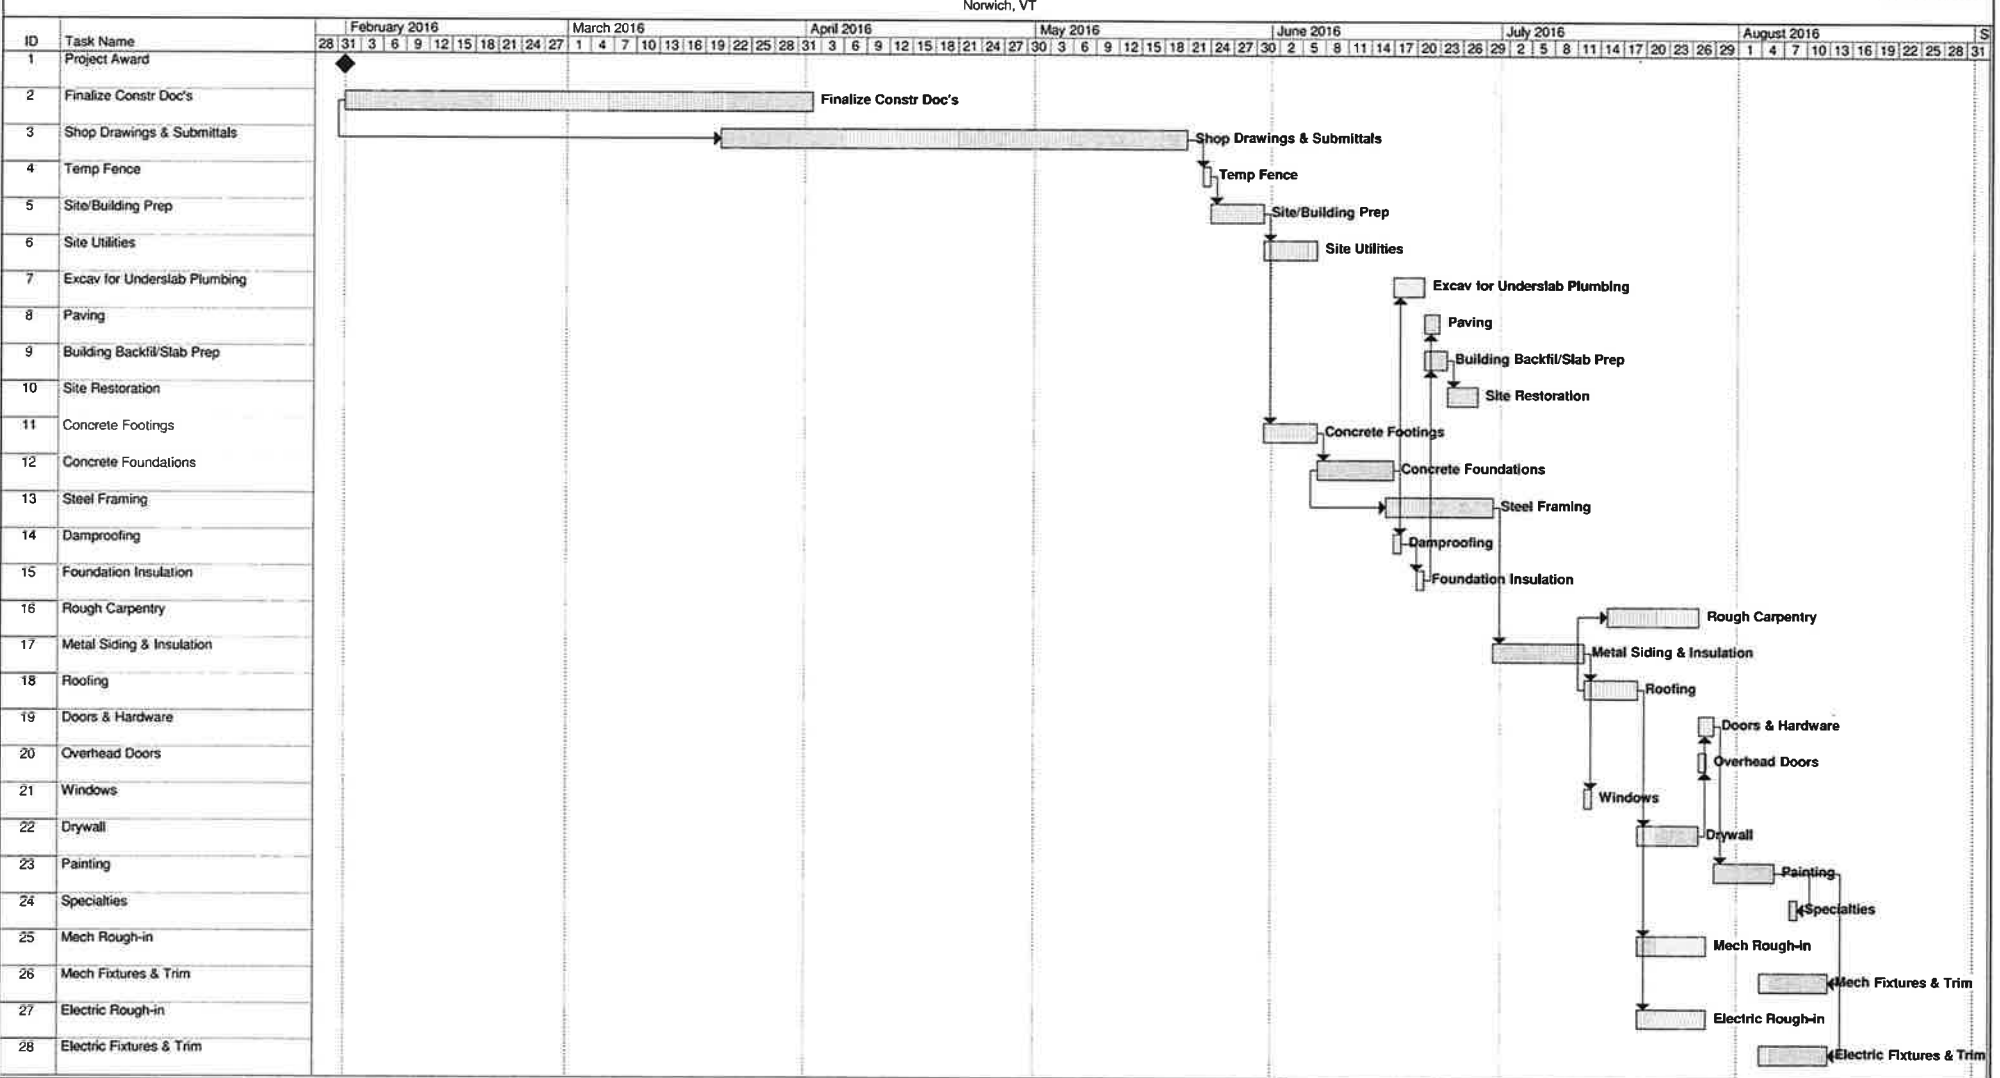 Norwich, VT
February 2016 March 2016 April 2016 May 2016 June 2016 July 2016 August 2016 S
ID Task Name 28 31 3 6 9 12 15 18 21 24 27 1 4 7 10 13 16 19 22 25 28 31 3 6 9 12 15 18 21 24 27 30 3 6 9 12 15 18 21 24 27 30 2 5 8 11 14 17 20 23 26 29 2 5 8 11 14 17 20 23 26 29 1 4 7 10 13 16 19 22 25 28 31
1 Project Award
2 Finalize Constr Doc's Finalize Constr Doc's
3 Shop Drawings & Submittals Shop Drawings & Submittals
4 Temp Fence Temp Fence
5 Site/Building Prep Site/Building Prep
6 Site Utilities Site Utilities
7 Excav for Underslab Plumbing Excav for Underslab Plumbing
8 Paving Paving
9 Building Backfil/Slab Prep Building Backfil/Slab Prep
10 Site Restoration Site Restoration
11 Concrete Footings Concrete Footings
12 Concrete Foundations Concrete Foundations
13 Steel Framing Steel Framing
14 Damproofing Damproofing
15 Foundation Insulation Foundation Insulation
16 Rough Carpentry Rough Carpentry
17 Metal Siding & Insulation Metal Siding & Insulation
18 Roofing Roofing
19 Doors & Hardware Doors & Hardware
20 Overhead Doors Overhead Doors
21 Windows Windows
22 Drywall Drywall
23 Painting Painting
24 Specialties Specialties
25 Mech Rough-in Mech Rough-in
26 Mech Fixtures & Trim Mech Fixtures & Trim
27 Electric Rough-in Electric Rough-in
28 Electric Fixtures & Trim Electric Fixtures & Trim